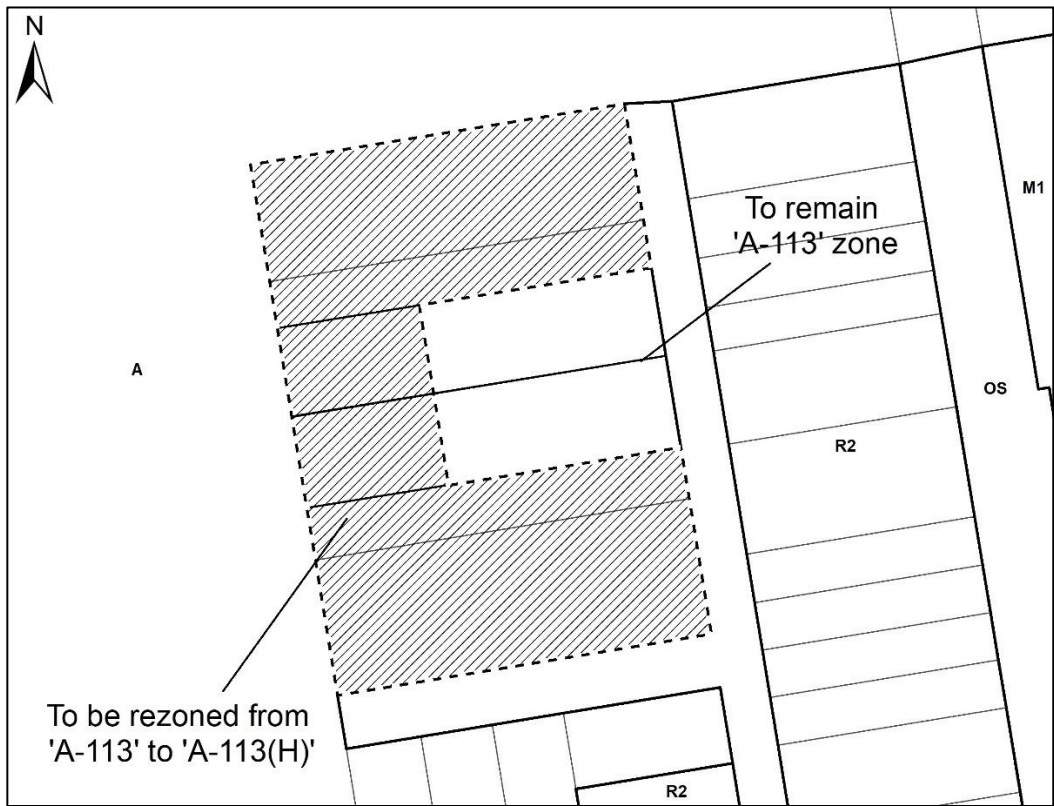 N
M1
To remain
'A-113' zone
A
OS
R2
To be rezoned from
'A-113' to 'A-113(H)'
R2